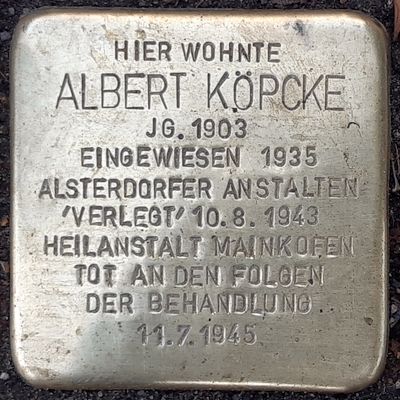 HIER WOHNTE
ALBERT KÖPCKE
JG. 1903
EINGEWIESEN 1935
ALSTERDORFER ANSTALTEN
'VERLEGT' 10.8.1943
HEILANSTALT MAINKOFEN
TOT AN DEN FOLGEN
DER BEHANDLUNG
11.7.1945